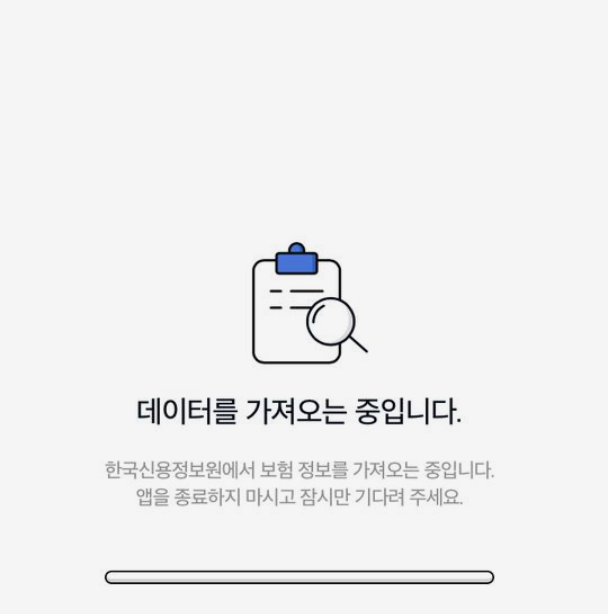 데이터를 가져오는 중입니다.
한국신용정보원에서 보험 정보를 가져오는 중입니다.
앱을 종료하지 마시고 잠시만 기다려 주세요.